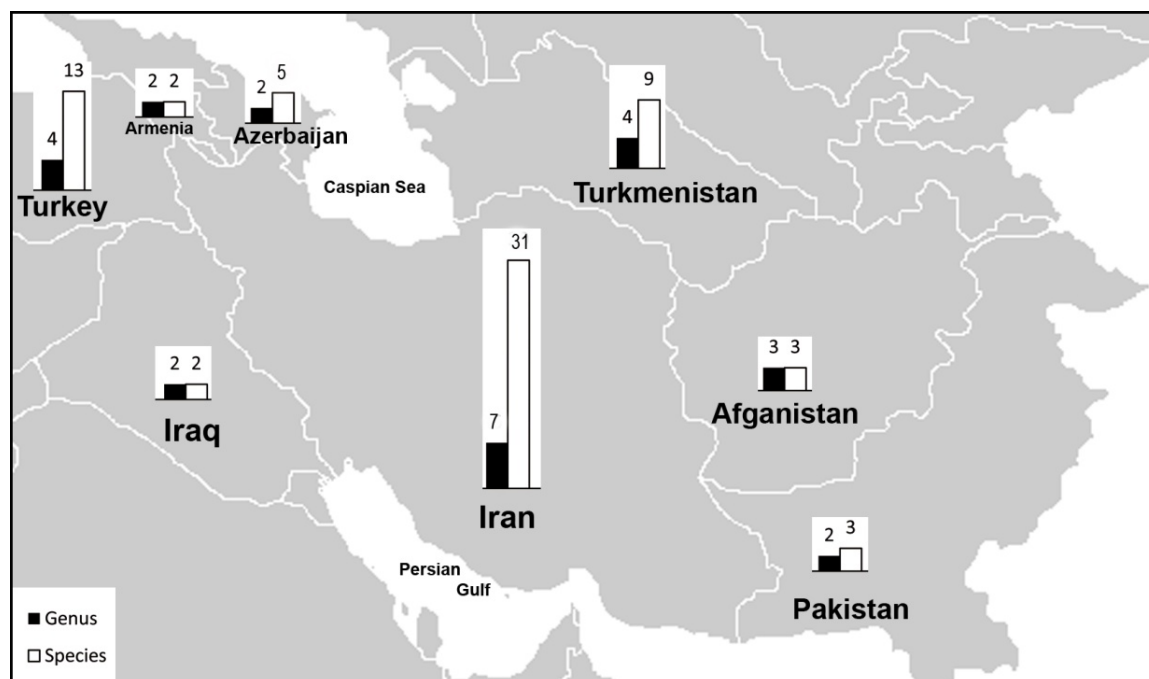 13
4
Turkey
2 2
Armenia
2 5
Azerbaijan
Caspian Sea
4 9
Turkmenistan
31
7
Iran
2 2
Iraq
3 3
Afganistan
2 3
Pakistan
Persian
Gulf
Genus
Species